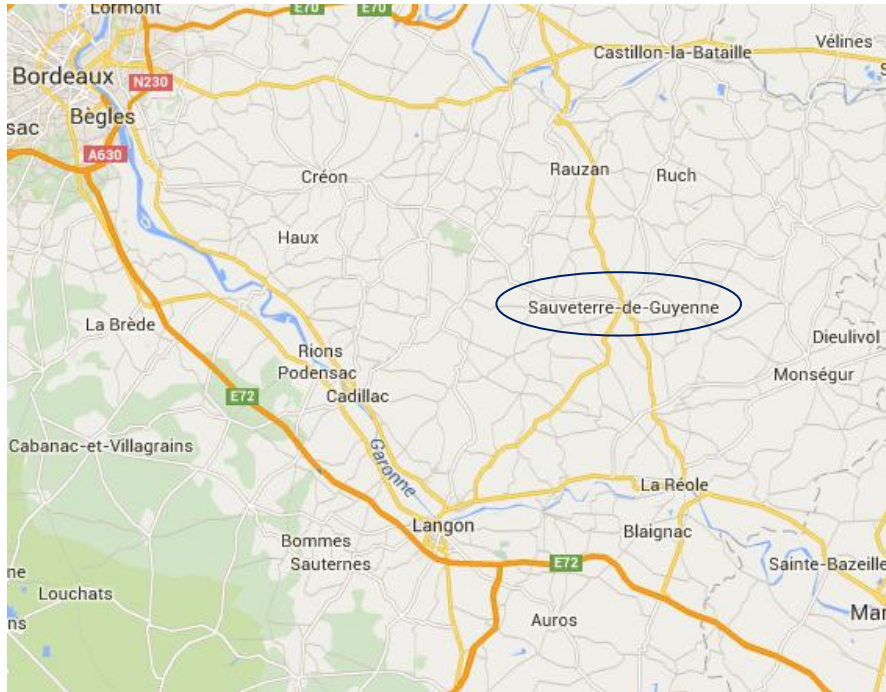 Lormont
E70
E70
Vélines
Castillon-la-Bataille
Bordeaux
N230
Bègles
sac
A630
Créon
Rauzan
Ruch
Haux
Sauveterre-de-Guyenne
La Brède
Dieulivol
Rions
Podensac
Monségur
E72
Cadillac
Cabanac-et-Villagrains
Garonne
La Réole
Langon
Blaignac
Bommes
Sauternes
E72
Sainte-Bazeille
ne
Louchats
Mar
Auros
ns